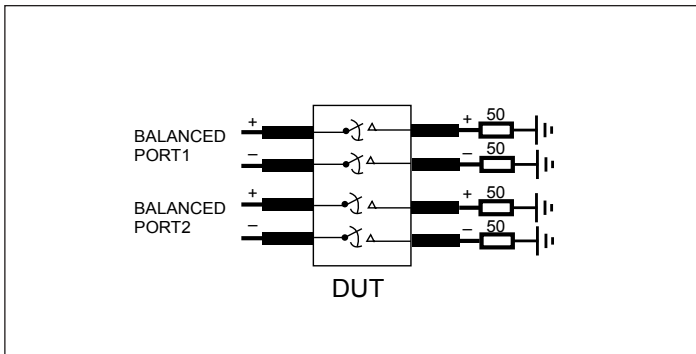 + + 50
BALANCED
PORT1
– – 50
+ + 50
BALANCED
PORT2
– – 50
DUT